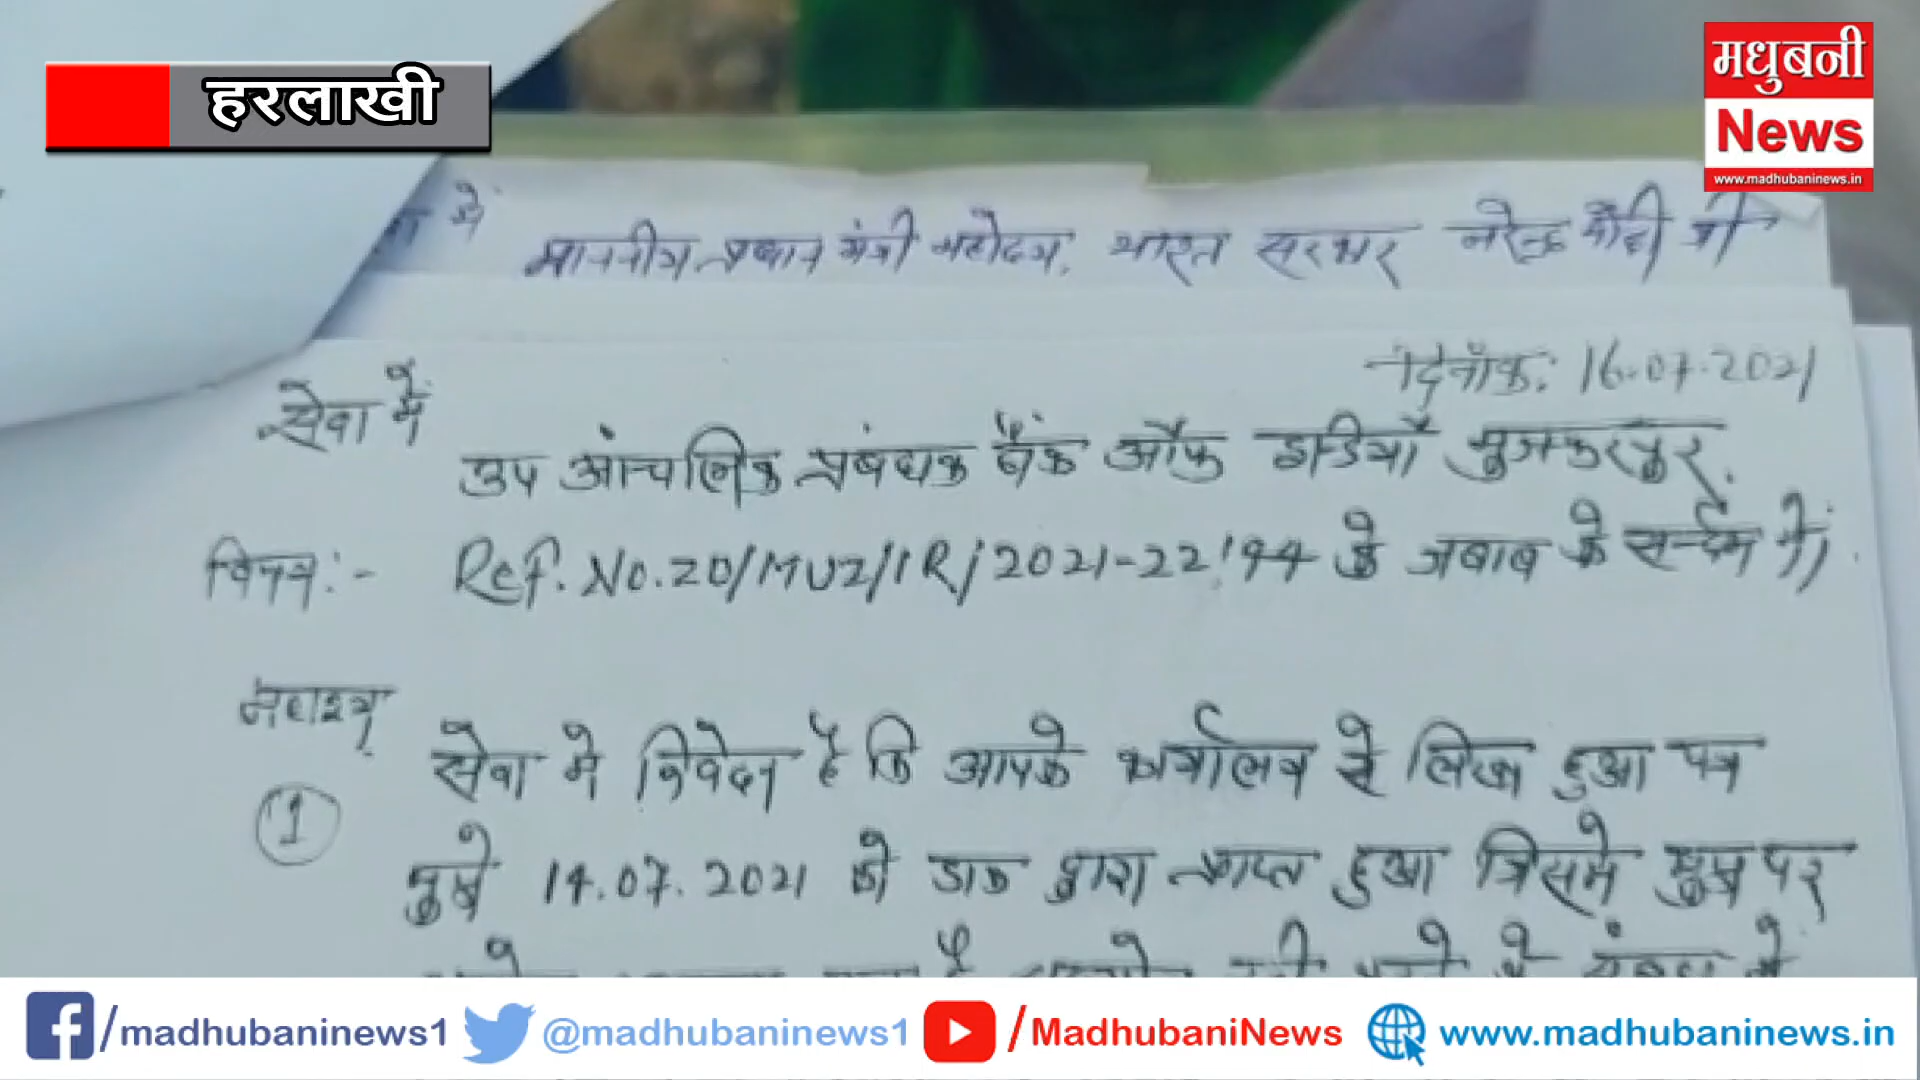 हरलाखी
मधुबनी
News
www.madhubaninews.in
में
माननीय प्रधान मंत्री महोदय, भारत सरकार नरेन्द्र मोदी जी
दिनाँक: 16.07.2021
सेवा में
उप आंचलिक प्रबंधक बैंक ऑफ इंडिया मुजफ्फरपुर
विषय:- Ref. No. 20/MUZ/IR/2021-22/94 के जबाब के सन्दर्भ में।
महाशय
सेवा मे निवेदन है कि आपके कार्यालय से लिखा हुआ पत्र
1
मुझे 14.07.2021 को डाक द्वारा प्राप्त हुआ जिसमे मुझ पर
/madhubaninews1 @madhubaninews1 /MadhubaniNews www.madhubaninews.in